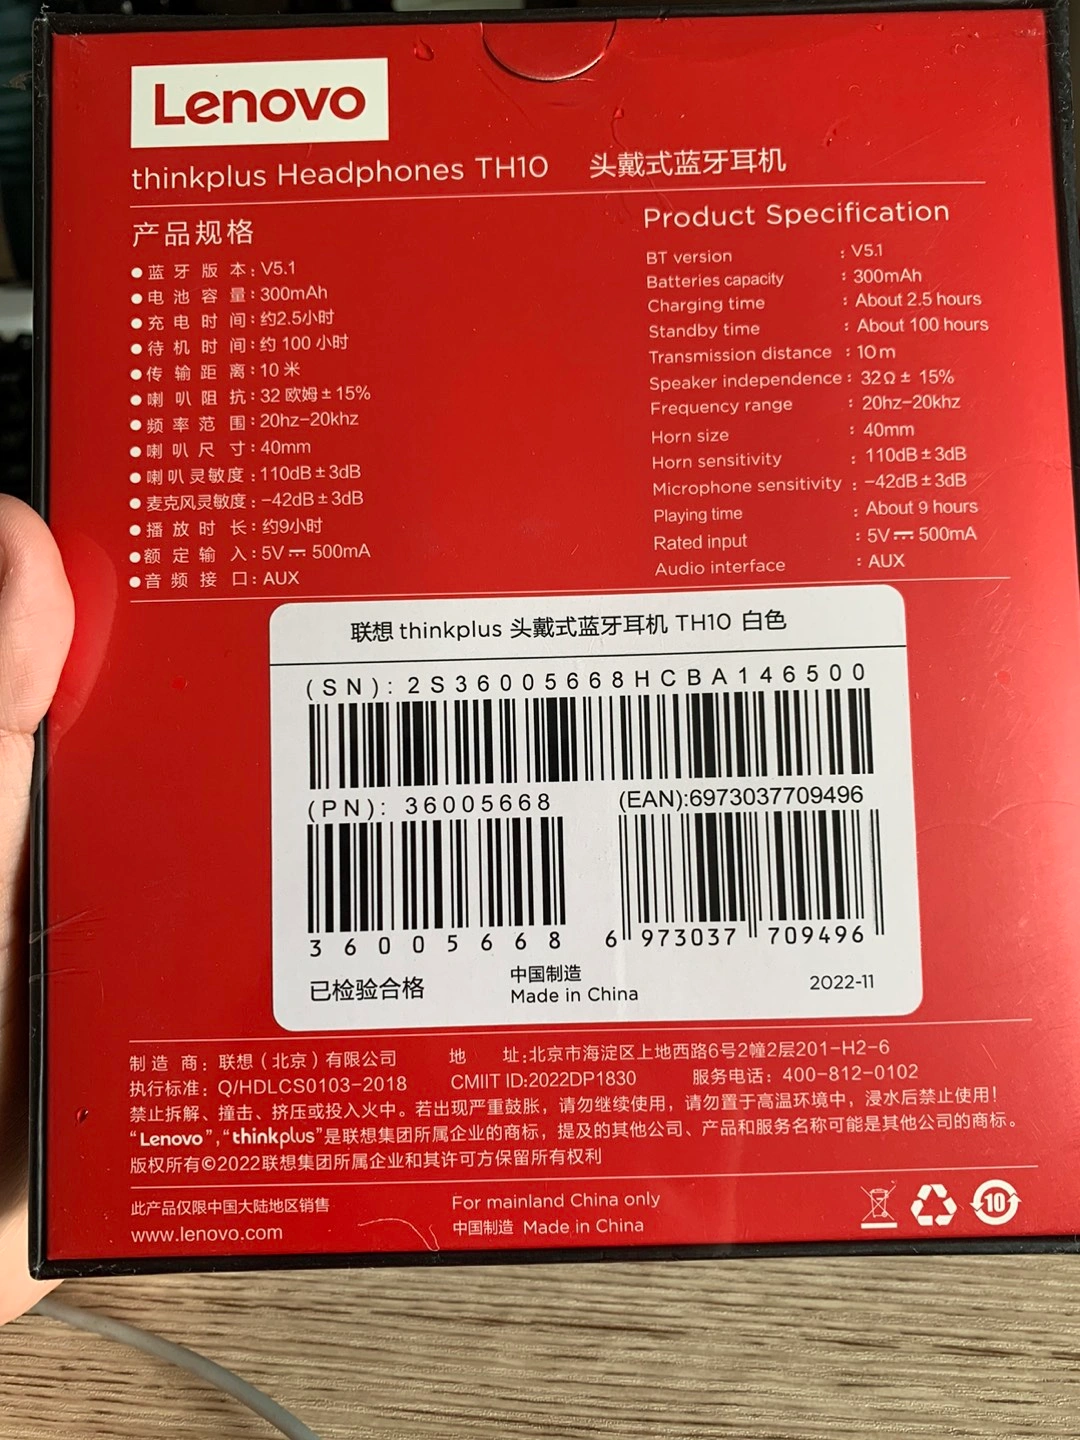 Lenovo
thinkplus Headphones TH10 头戴式蓝牙耳机
产品规格
● 蓝牙版本：V5.1
● 电池容量：300mAh
● 充电时间：约2.5小时
● 待机时间：约 100 小时
● 传输距离：10 米
● 喇叭阻抗：32 欧姆±15%
● 频率范围：20hz-20khz
● 喇叭尺寸：40mm
● 喇叭灵敏度：110dB±3dB
● 麦克风灵敏度：-42dB±3dB
● 播放时长：约9小时
● 额定输入：5V⎓500mA
● 音频接口：AUX
Product Specification
BT version : V5.1
Batteries capacity : 300mAh
Charging time : About 2.5 hours
Standby time : About 100 hours
Transmission distance : 10m
Speaker independence : 32Ω± 15%
Frequency range : 20hz-20khz
Horn size : 40mm
Horn sensitivity : 110dB±3dB
Microphone sensitivity : -42dB±3dB
Playing time : About 9 hours
Rated input : 5V⎓500mA
Audio interface : AUX
联想 thinkplus 头戴式蓝牙耳机 TH10 白色
(SN): 2S36005668HCBA146500
(PN): 36005668 (EAN):6973037709496
36005668 6 973037 709496
已检验合格 中国制造 2022-11
Made in China
制造商：联想（北京）有限公司 地址:北京市海淀区上地西路6号2幢2层201-H2-6
执行标准：Q/HDLCS0103-2018 CMIIT ID:2022DP1830 服务电话：400-812-0102
禁止拆解、撞击、挤压或投入火中。若出现严重鼓胀，请勿继续使用，请勿置于高温环境中，浸水后禁止使用！
“Lenovo”,“thinkplus”是联想集团所属企业的商标，提及的其他公司、产品和服务名称可能是其他公司的商标。
版权所有©2022联想集团所属企业和其许可方保留所有权利
此产品仅限中国大陆地区销售 For mainland China only
www.lenovo.com 中国制造 Made in China
10